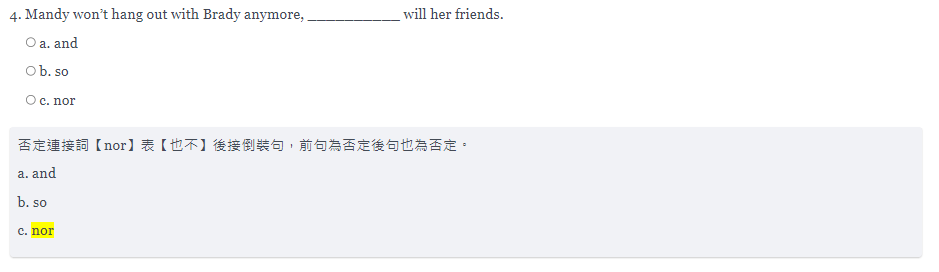 4. Mandy won’t hang out with Brady anymore, __________ will her friends.
a. and
b. so
c. nor
否定連接詞【nor】表【也不】後接倒裝句，前句為否定後句也為否定。
a. and
b. so
c. nor